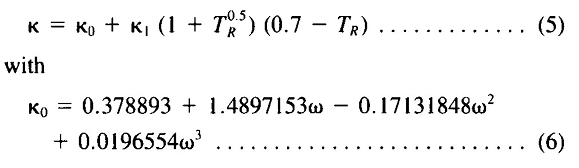 κ = κ₀ + κ₁ (1 + T_R^0.5) (0.7 − T_R) . . . . . . . . . . . . . (5)
with
κ₀ = 0.378893 + 1.4897153ω − 0.17131848ω²
+ 0.0196554ω³ . . . . . . . . . . . . . . . . . . . . . . . . . . (6)